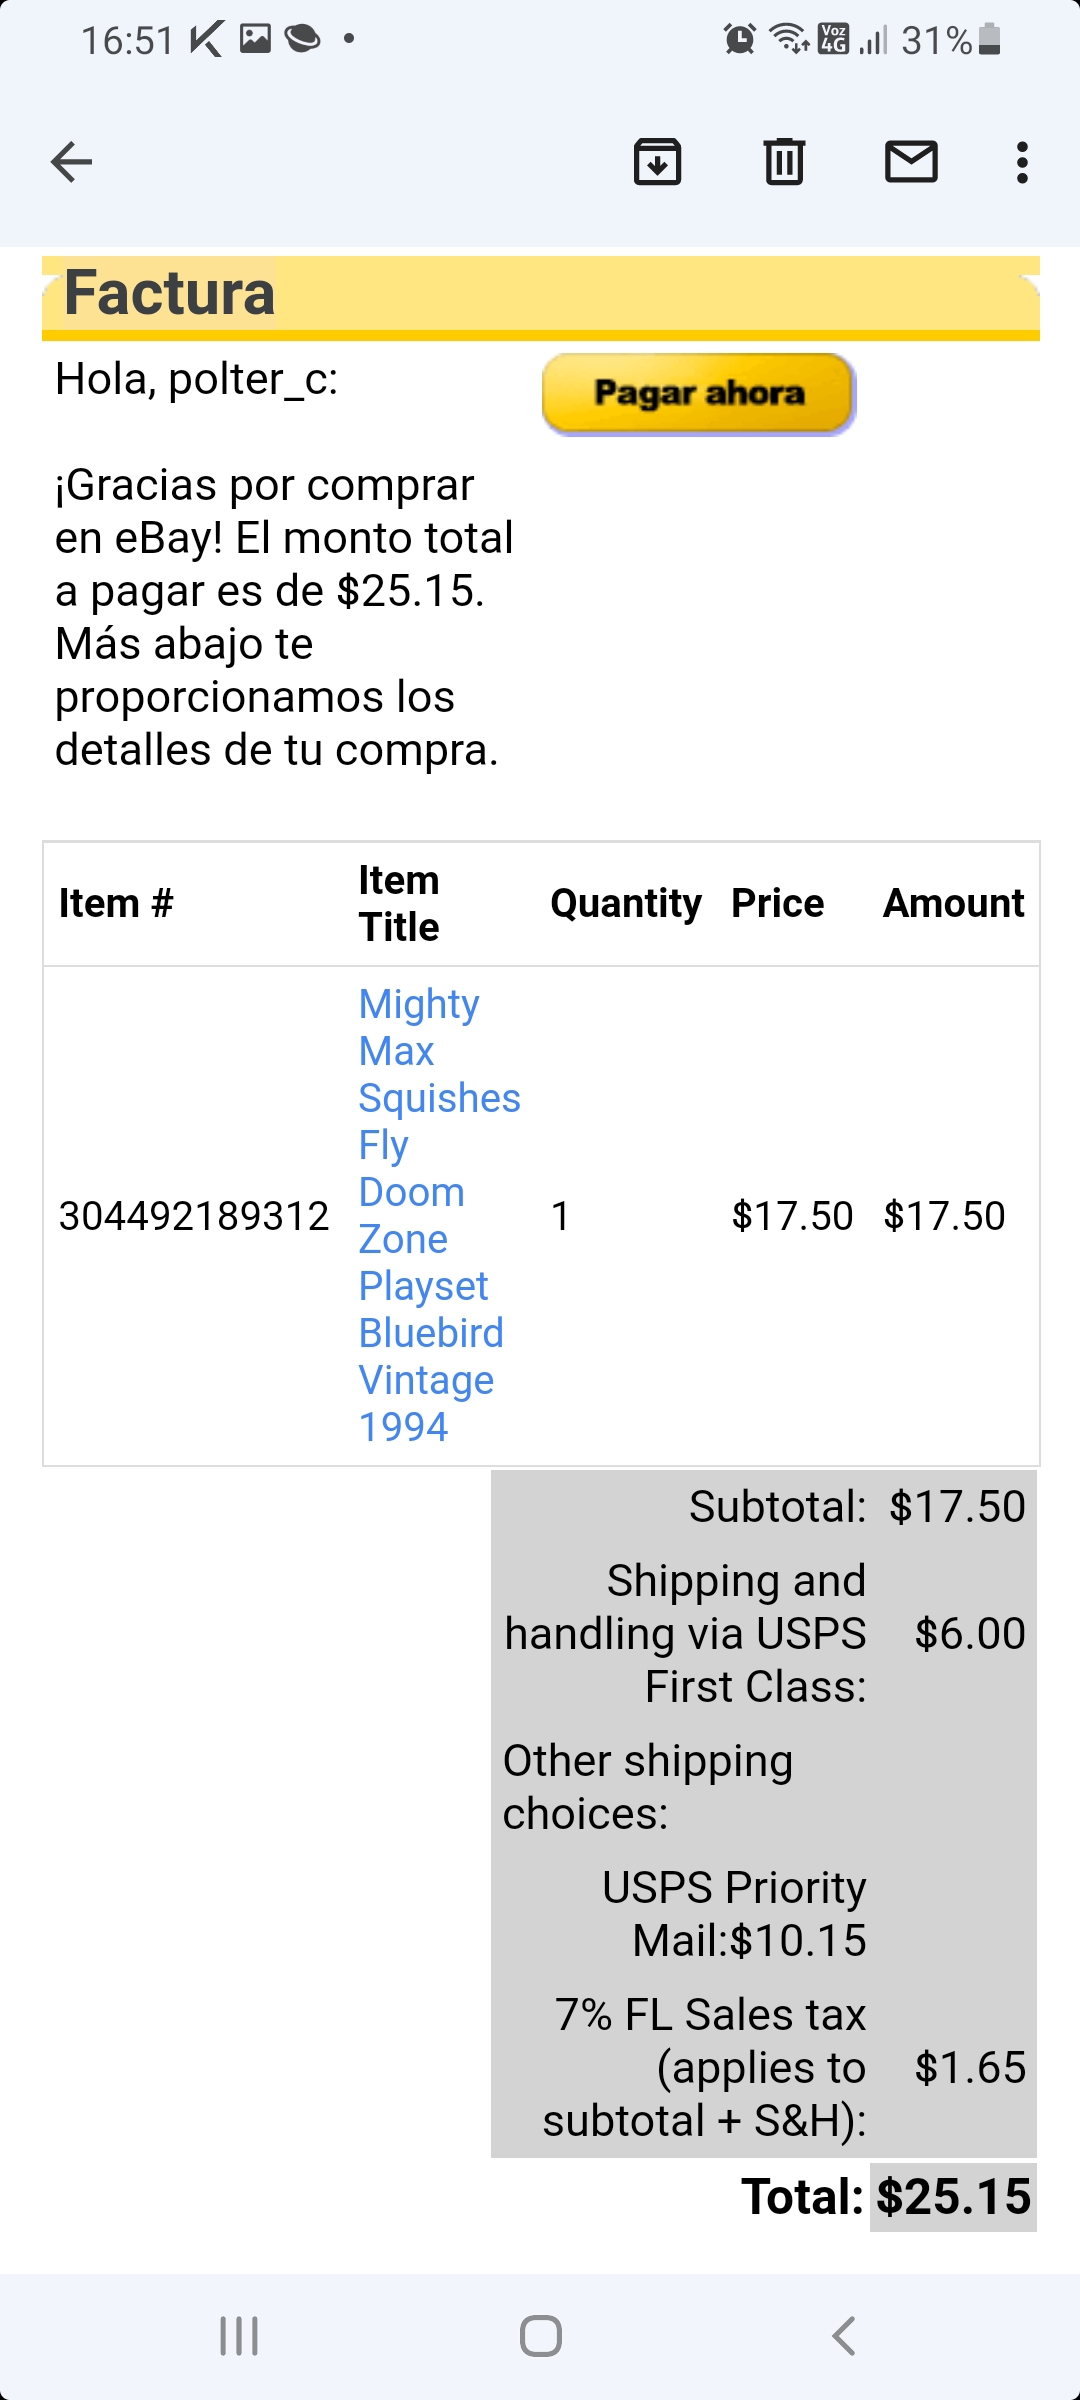 16:51
Voz 4G
31%
Factura
Hola, polter_c:
Pagar ahora
¡Gracias por comprar
en eBay! El monto total
a pagar es de $25.15.
Más abajo te
proporcionamos los
detalles de tu compra.
Item # Item Title Quantity Price Amount
304492189312
Mighty
Max
Squishes
Fly
Doom
Zone
Playset
Bluebird
Vintage
1994
1 $17.50 $17.50
Subtotal: $17.50
Shipping and
handling via USPS $6.00
First Class:
Other shipping
choices:
USPS Priority
Mail:$10.15
7% FL Sales tax
(applies to $1.65
subtotal + S&H):
Total: $25.15